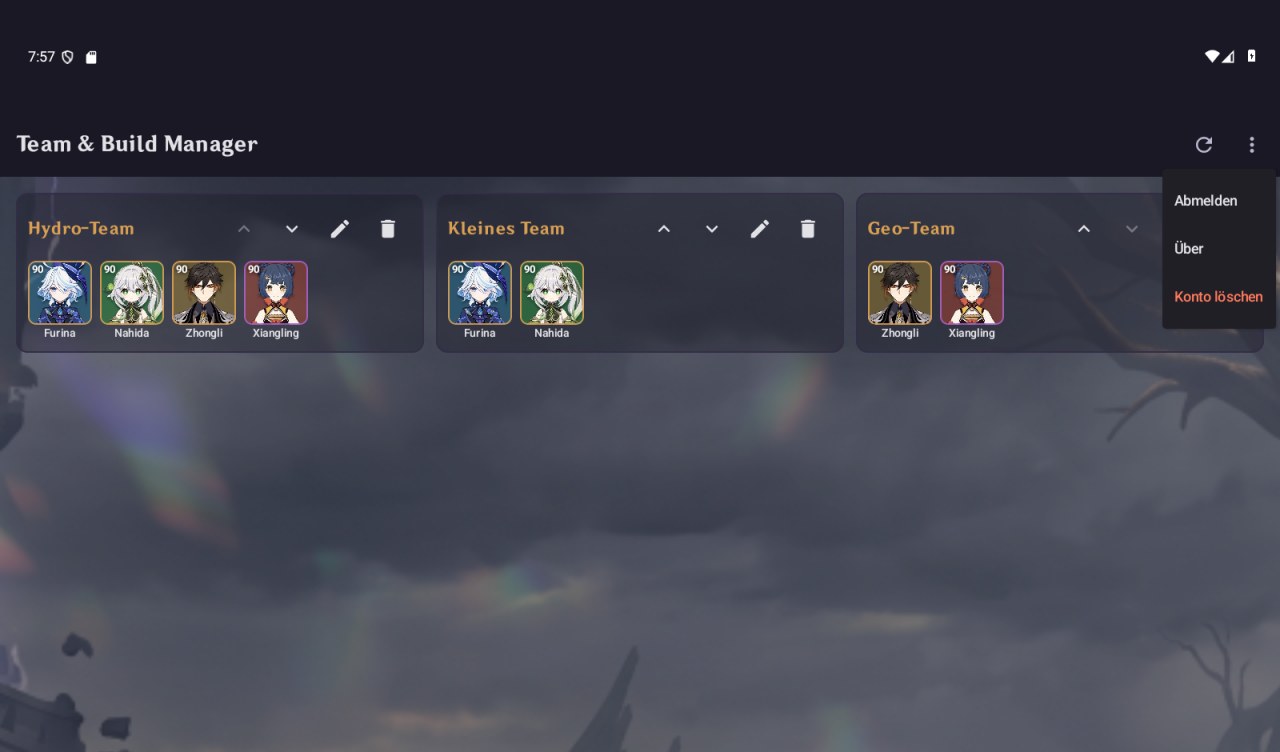 7:57
Team & Build Manager
Abmelden
Über
Konto löschen
Hydro-Team
90 90 90 90
Furina Nahida Zhongli Xiangling
Kleines Team
90 90
Furina Nahida
Geo-Team
90 90
Zhongli Xiangling